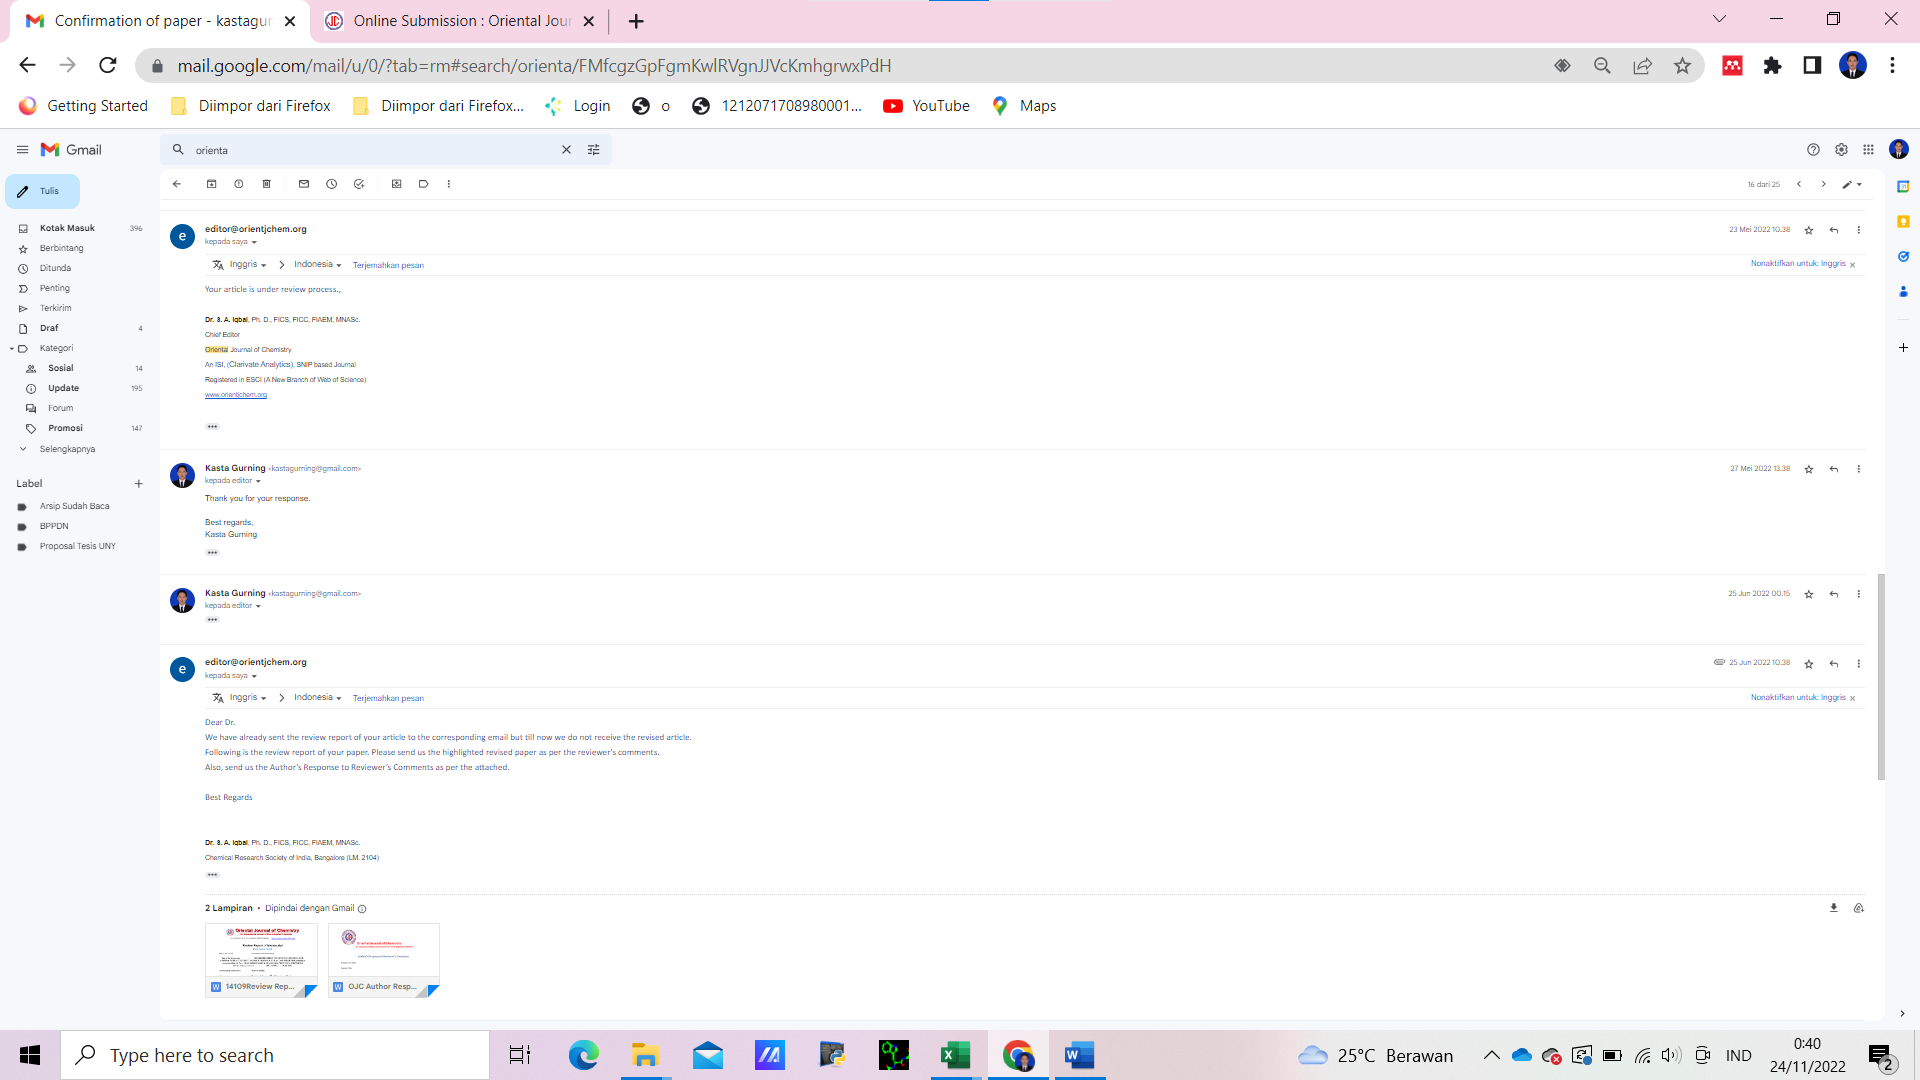 Confirmation of paper - kastagur
Online Submission : Oriental Jour
mail.google.com/mail/u/0/?tab=rm#search/orienta/FMfcgzGpFgmKwlRVgnJJVcKmhgrwxPdH
Getting Started
Diimpor dari Firefox
Diimpor dari Firefox...
Login
o
1212071708980001...
YouTube
Maps
Gmail
orienta
Tulis
16 dari 25
Kotak Masuk 396
Berbintang
Ditunda
Penting
Terkirim
Draf 4
Kategori
Sosial 14
Update 195
Forum
Promosi 147
Selengkapnya
Label
Arsip Sudah Baca
BPPDN
Proposal Tesis UNY
editor@orientjchem.org
23 Mei 2022 10.38
kepada saya
Inggris > Indonesia Terjemahkan pesan
Nonaktifkan untuk: Inggris x
Your article is under review process.,
Dr. S. A. Iqbal, Ph. D., FICS, FICC, FIAEM, MNASc.
Chief Editor
Oriental Journal of Chemistry
An ISI, (Clarivate Analytics), SNIP based Journal
Registered in ESCI (A New Branch of Web of Science)
www.orientjchem.org
Kasta Gurning <kastagurning@gmail.com>
27 Mei 2022 13.38
kepada editor
Thank you for your response.
Best regards,
Kasta Gurning
Kasta Gurning <kastagurning@gmail.com>
25 Jun 2022 00.15
kepada editor
editor@orientjchem.org
25 Jun 2022 10.38
kepada saya
Inggris > Indonesia Terjemahkan pesan
Nonaktifkan untuk: Inggris x
Dear Dr.
We have already sent the review report of your article to the corresponding email but till now we do not receive the revised article.
Following is the review report of your paper. Please send us the highlighted revised paper as per the reviewer's comments.
Also, send us the Author's Response to Reviewer's Comments as per the attached.
Best Regards
Dr. S. A. Iqbal, Ph. D., FICS, FICC, FIAEM, MNASc.
Chemical Research Society of India, Bangalore (LM. 2104)
2 Lampiran • Dipindai dengan Gmail
Oriental Journal of Chemistry
14109Review Rep...
OJC Author Resp...
Type here to search
25°C Berawan
IND
0:40
24/11/2022
2